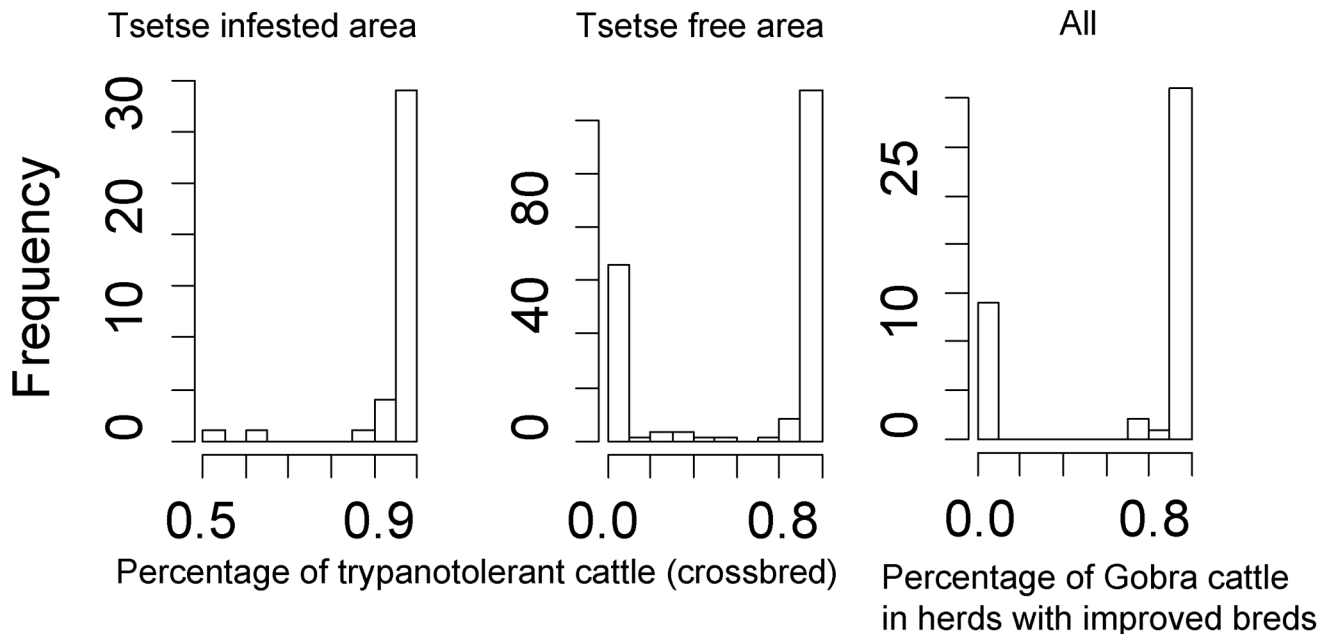 Tsetse infested area
Tsetse free area
All
Frequency
30
20
10
0
0.5
0.9
80
40
0
0.0
0.8
25
10
0
0.0
0.8
Percentage of trypanotolerant cattle (crossbred)
Percentage of Gobra cattle
in herds with improved breds